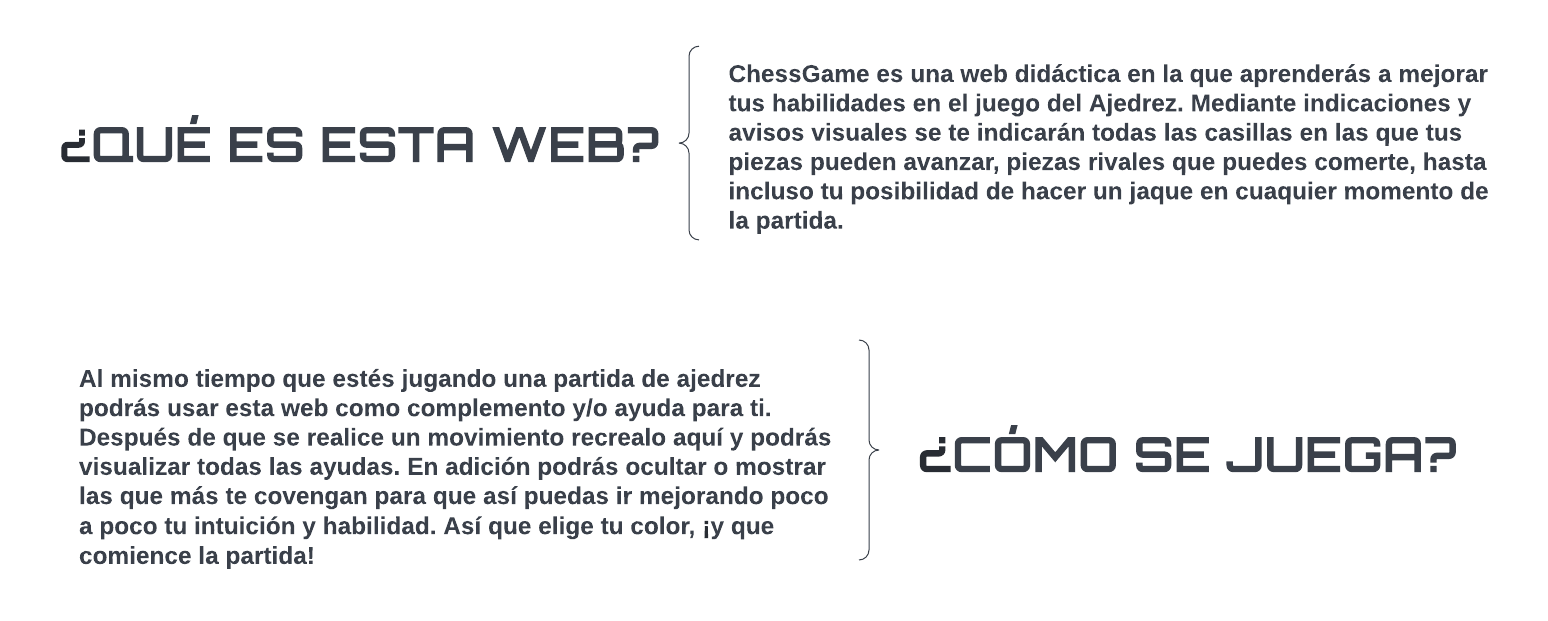 ¿QUÉ ES ESTA WEB?
ChessGame es una web didáctica en la que aprenderás a mejorar
tus habilidades en el juego del Ajedrez. Mediante indicaciones y
avisos visuales se te indicarán todas las casillas en las que tus
piezas pueden avanzar, piezas rivales que puedes comerte, hasta
incluso tu posibilidad de hacer un jaque en cuaquier momento de
la partida.
Al mismo tiempo que estés jugando una partida de ajedrez
podrás usar esta web como complemento y/o ayuda para ti.
Después de que se realice un movimiento recrealo aquí y podrás
visualizar todas las ayudas. En adición podrás ocultar o mostrar
las que más te covengan para que así puedas ir mejorando poco
a poco tu intuición y habilidad. Así que elige tu color, ¡y que
comience la partida!
¿CÓMO SE JUEGA?